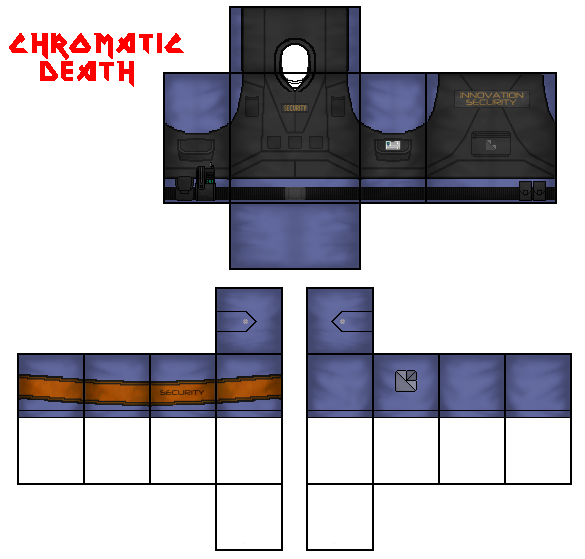 CHROMATIC
DEATH
SECURITY
INNOVATION
SECURITY
SECURITY